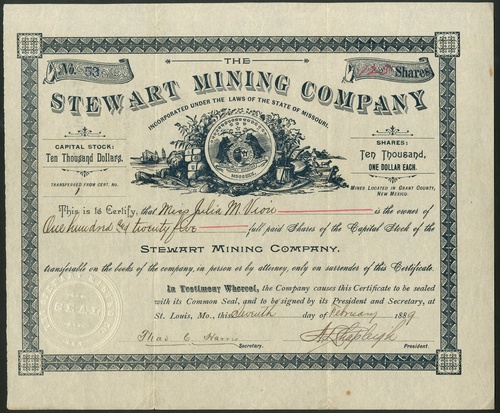 THE
No. 53
125 Shares
STEWART MINING COMPANY
INCORPORATED UNDER THE LAWS OF THE STATE OF MISSOURI.
CAPITAL STOCK:
Ten Thousand Dollars.
TRANSFERRED FROM CERT. No.
MISSOURI.
SHARES:
Ten Thousand,
ONE DOLLAR EACH.
MINES LOCATED IN GRANT COUNTY,
NEW MEXICO.
This is to Certify, that Miss Julia M. is the owner of
One hundred & twenty five full paid Shares of the Capital Stock of the
STEWART MINING COMPANY.
transferable on the books of the company, in person or by attorney, only on surrender of this Certificate.
In Testimony Whereof, the Company causes this Certificate to be sealed
with its Common Seal, and to be signed by its President and Secretary, at
St. Louis, Mo., this Seventh day of February 1889
Thos C. Harris
Secretary.
President.
SEAL